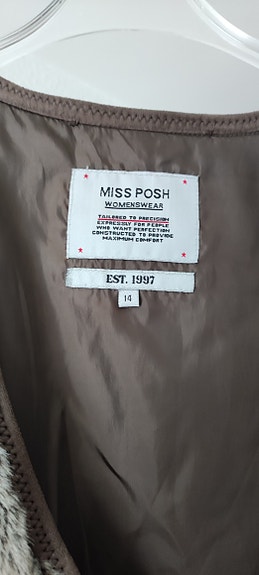 MISS POSH
WOMENSWEAR
TAILORED TO PRECISION
EXPRESSLY FOR PEOPLE
WHO WANT PERFECTION
CONSTRUCTED TO PROVIDE
MAXIMUM COMFORT
EST. 1997
14